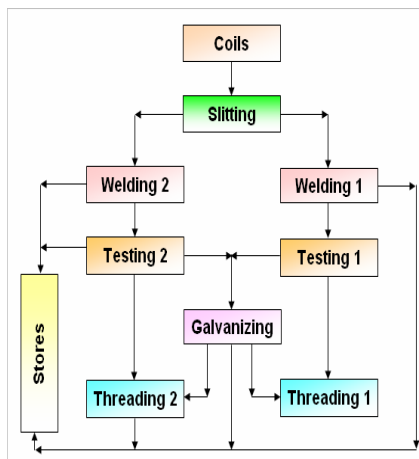 Coils
Slitting
Welding 2
Welding 1
Testing 2
Testing 1
Galvanizing
Stores
Threading 2
Threading 1